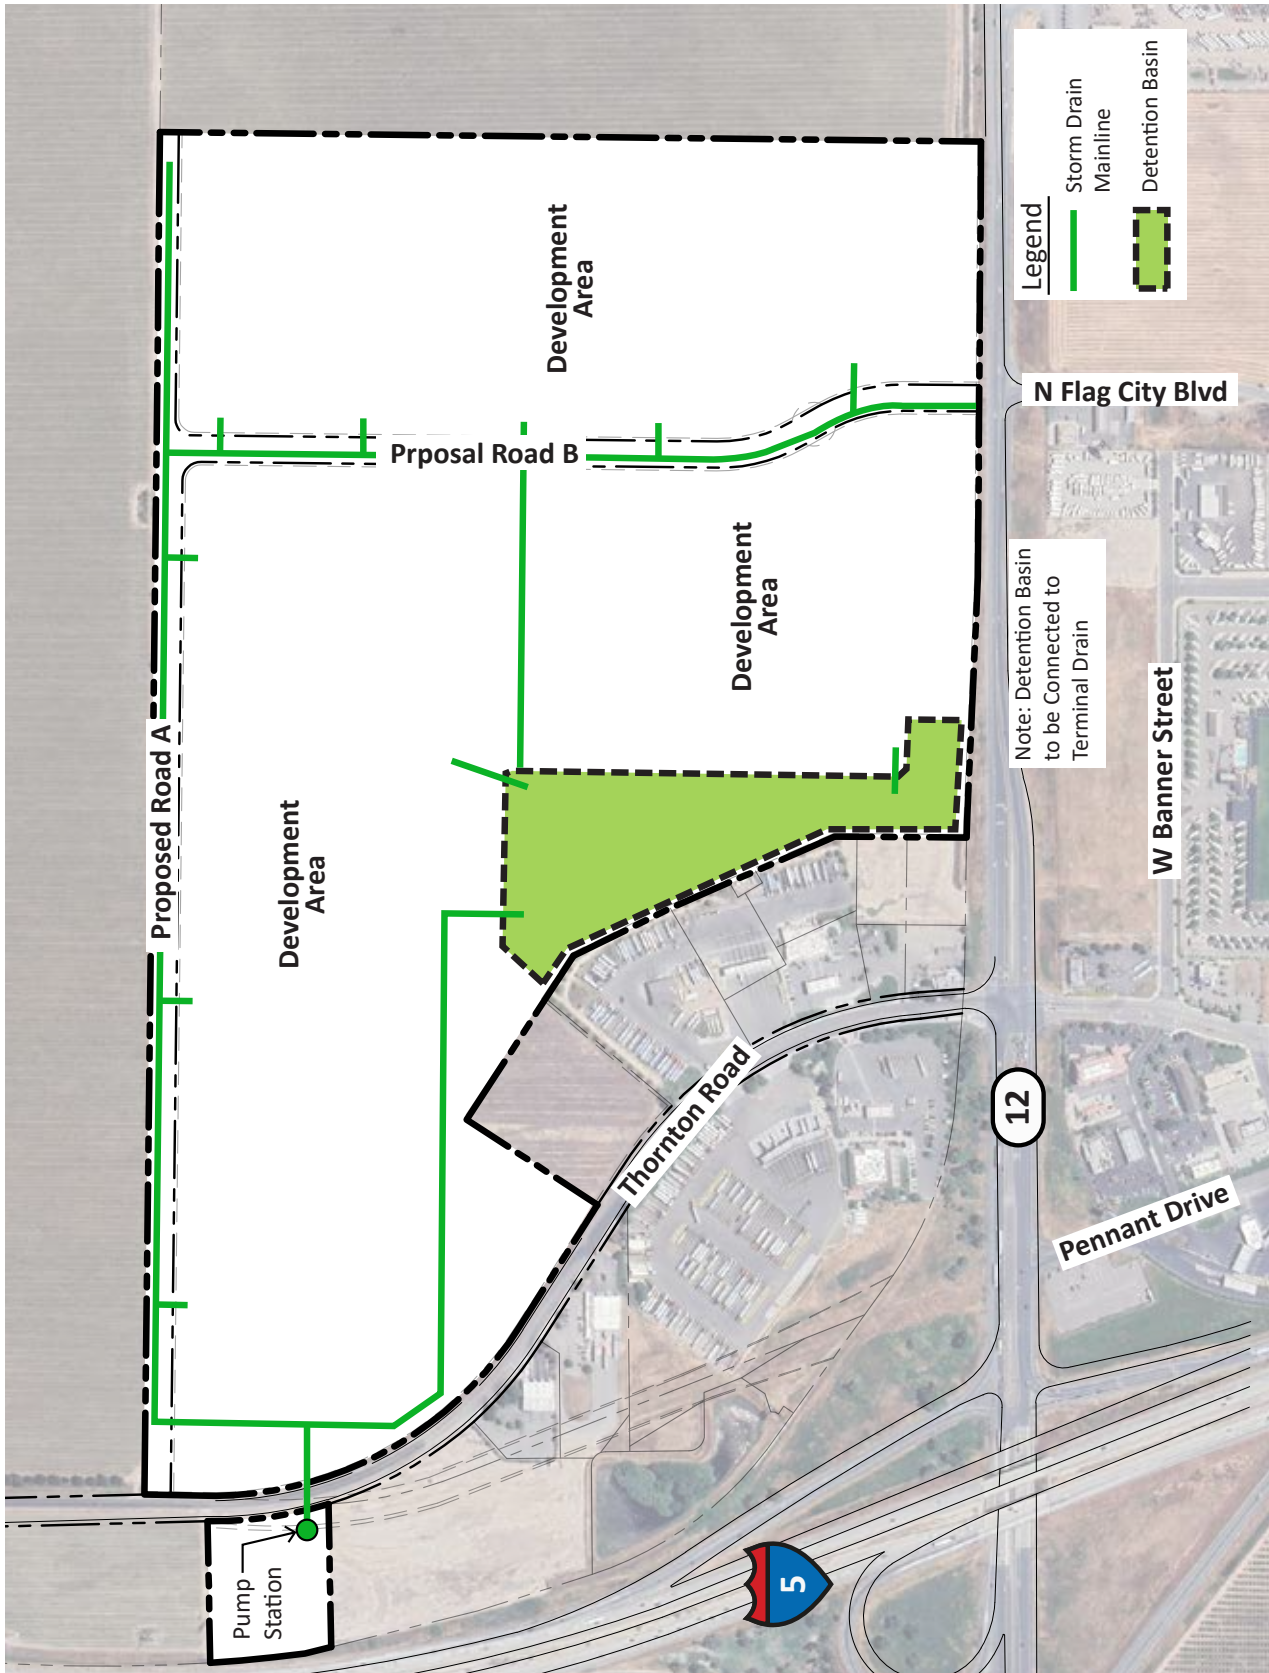 Proposed Road A
Development
Area
Prposal Road B
Development
Area
Development
Area
Pump
Station
Thornton Road
5
12
Pennant Drive
W Banner Street
N Flag City Blvd
Note: Detention Basin
to be Connected to
Terminal Drain
Legend
Storm Drain
Mainline
Detention Basin